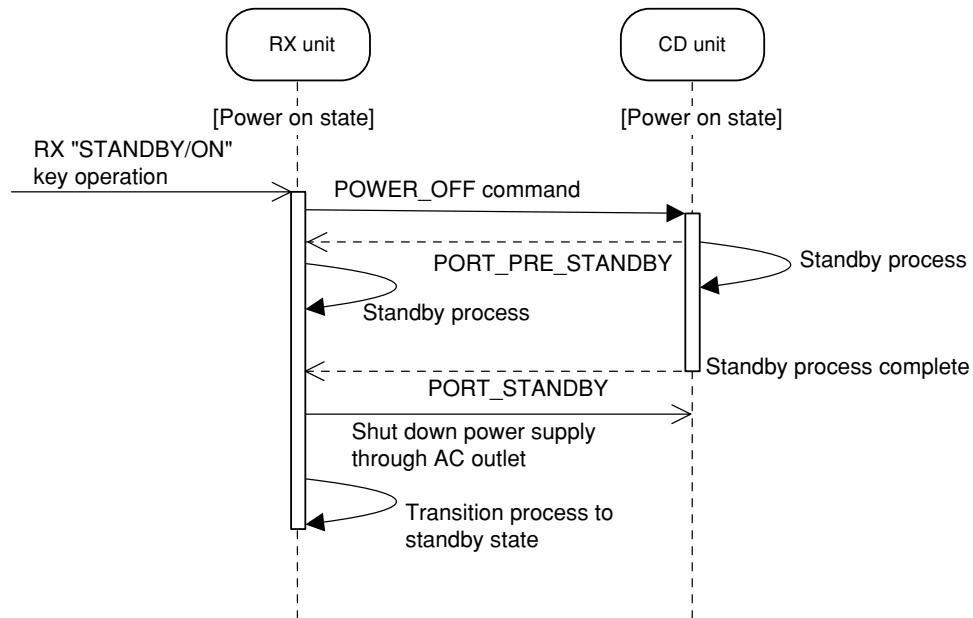 RX unit
CD unit
[Power on state]
[Power on state]
RX "STANDBY/ON"
key operation
POWER_OFF command
PORT_PRE_STANDBY
Standby process
Standby process
Standby process complete
PORT_STANDBY
Shut down power supply
through AC outlet
Transition process to
standby state